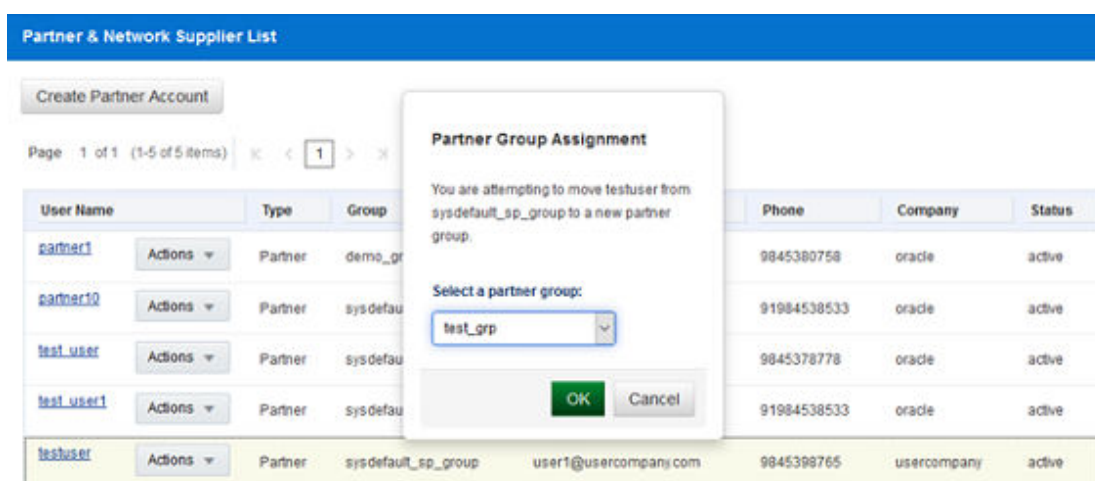 Partner & Network Supplier List
Create Partner Account
Page 1 of 1 (1-5 of 5 items) K < 1 > >|
Partner Group Assignment
You are attempting to move testuser from
sysdefault_sp_group to a new partner
group.
Select a partner group:
test_grp
OK Cancel
User Name Type Group Phone Company Status
partner1 Actions Partner demo_gr 9845380758 oracle active
partner10 Actions Partner sysdefau 91984538533 oracle active
test_user Actions Partner sysdefau 9845378778 oracle active
test_user1 Actions Partner sysdefau 91984538533 oracle active
testuser Actions Partner sysdefault_sp_group user1@usercompany.com 9845398765 usercompany active